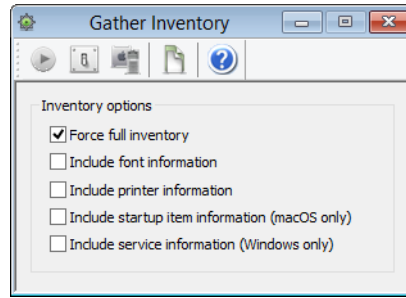 Gather Inventory
Inventory options
Force full inventory
Include font information
Include printer information
Include startup item information (macOS only)
Include service information (Windows only)